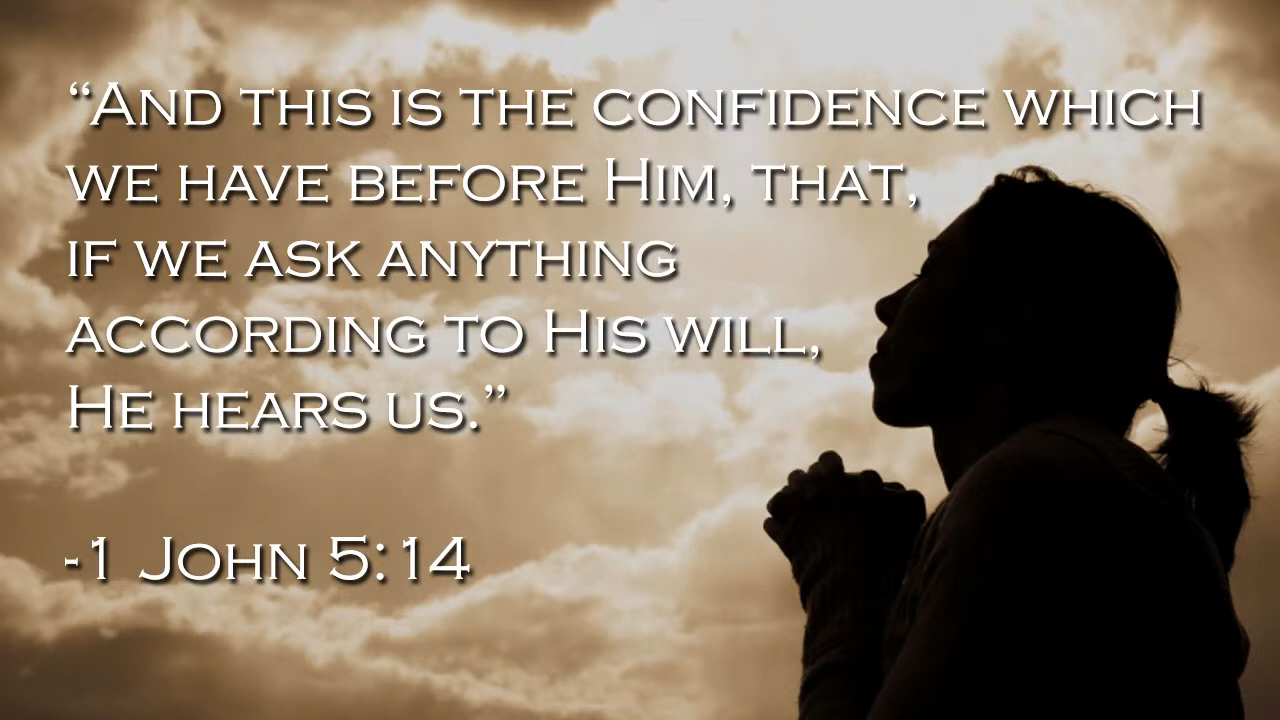 “And this is the confidence which
we have before Him, that,
if we ask anything
according to His will,
He hears us.”
-1 John 5:14